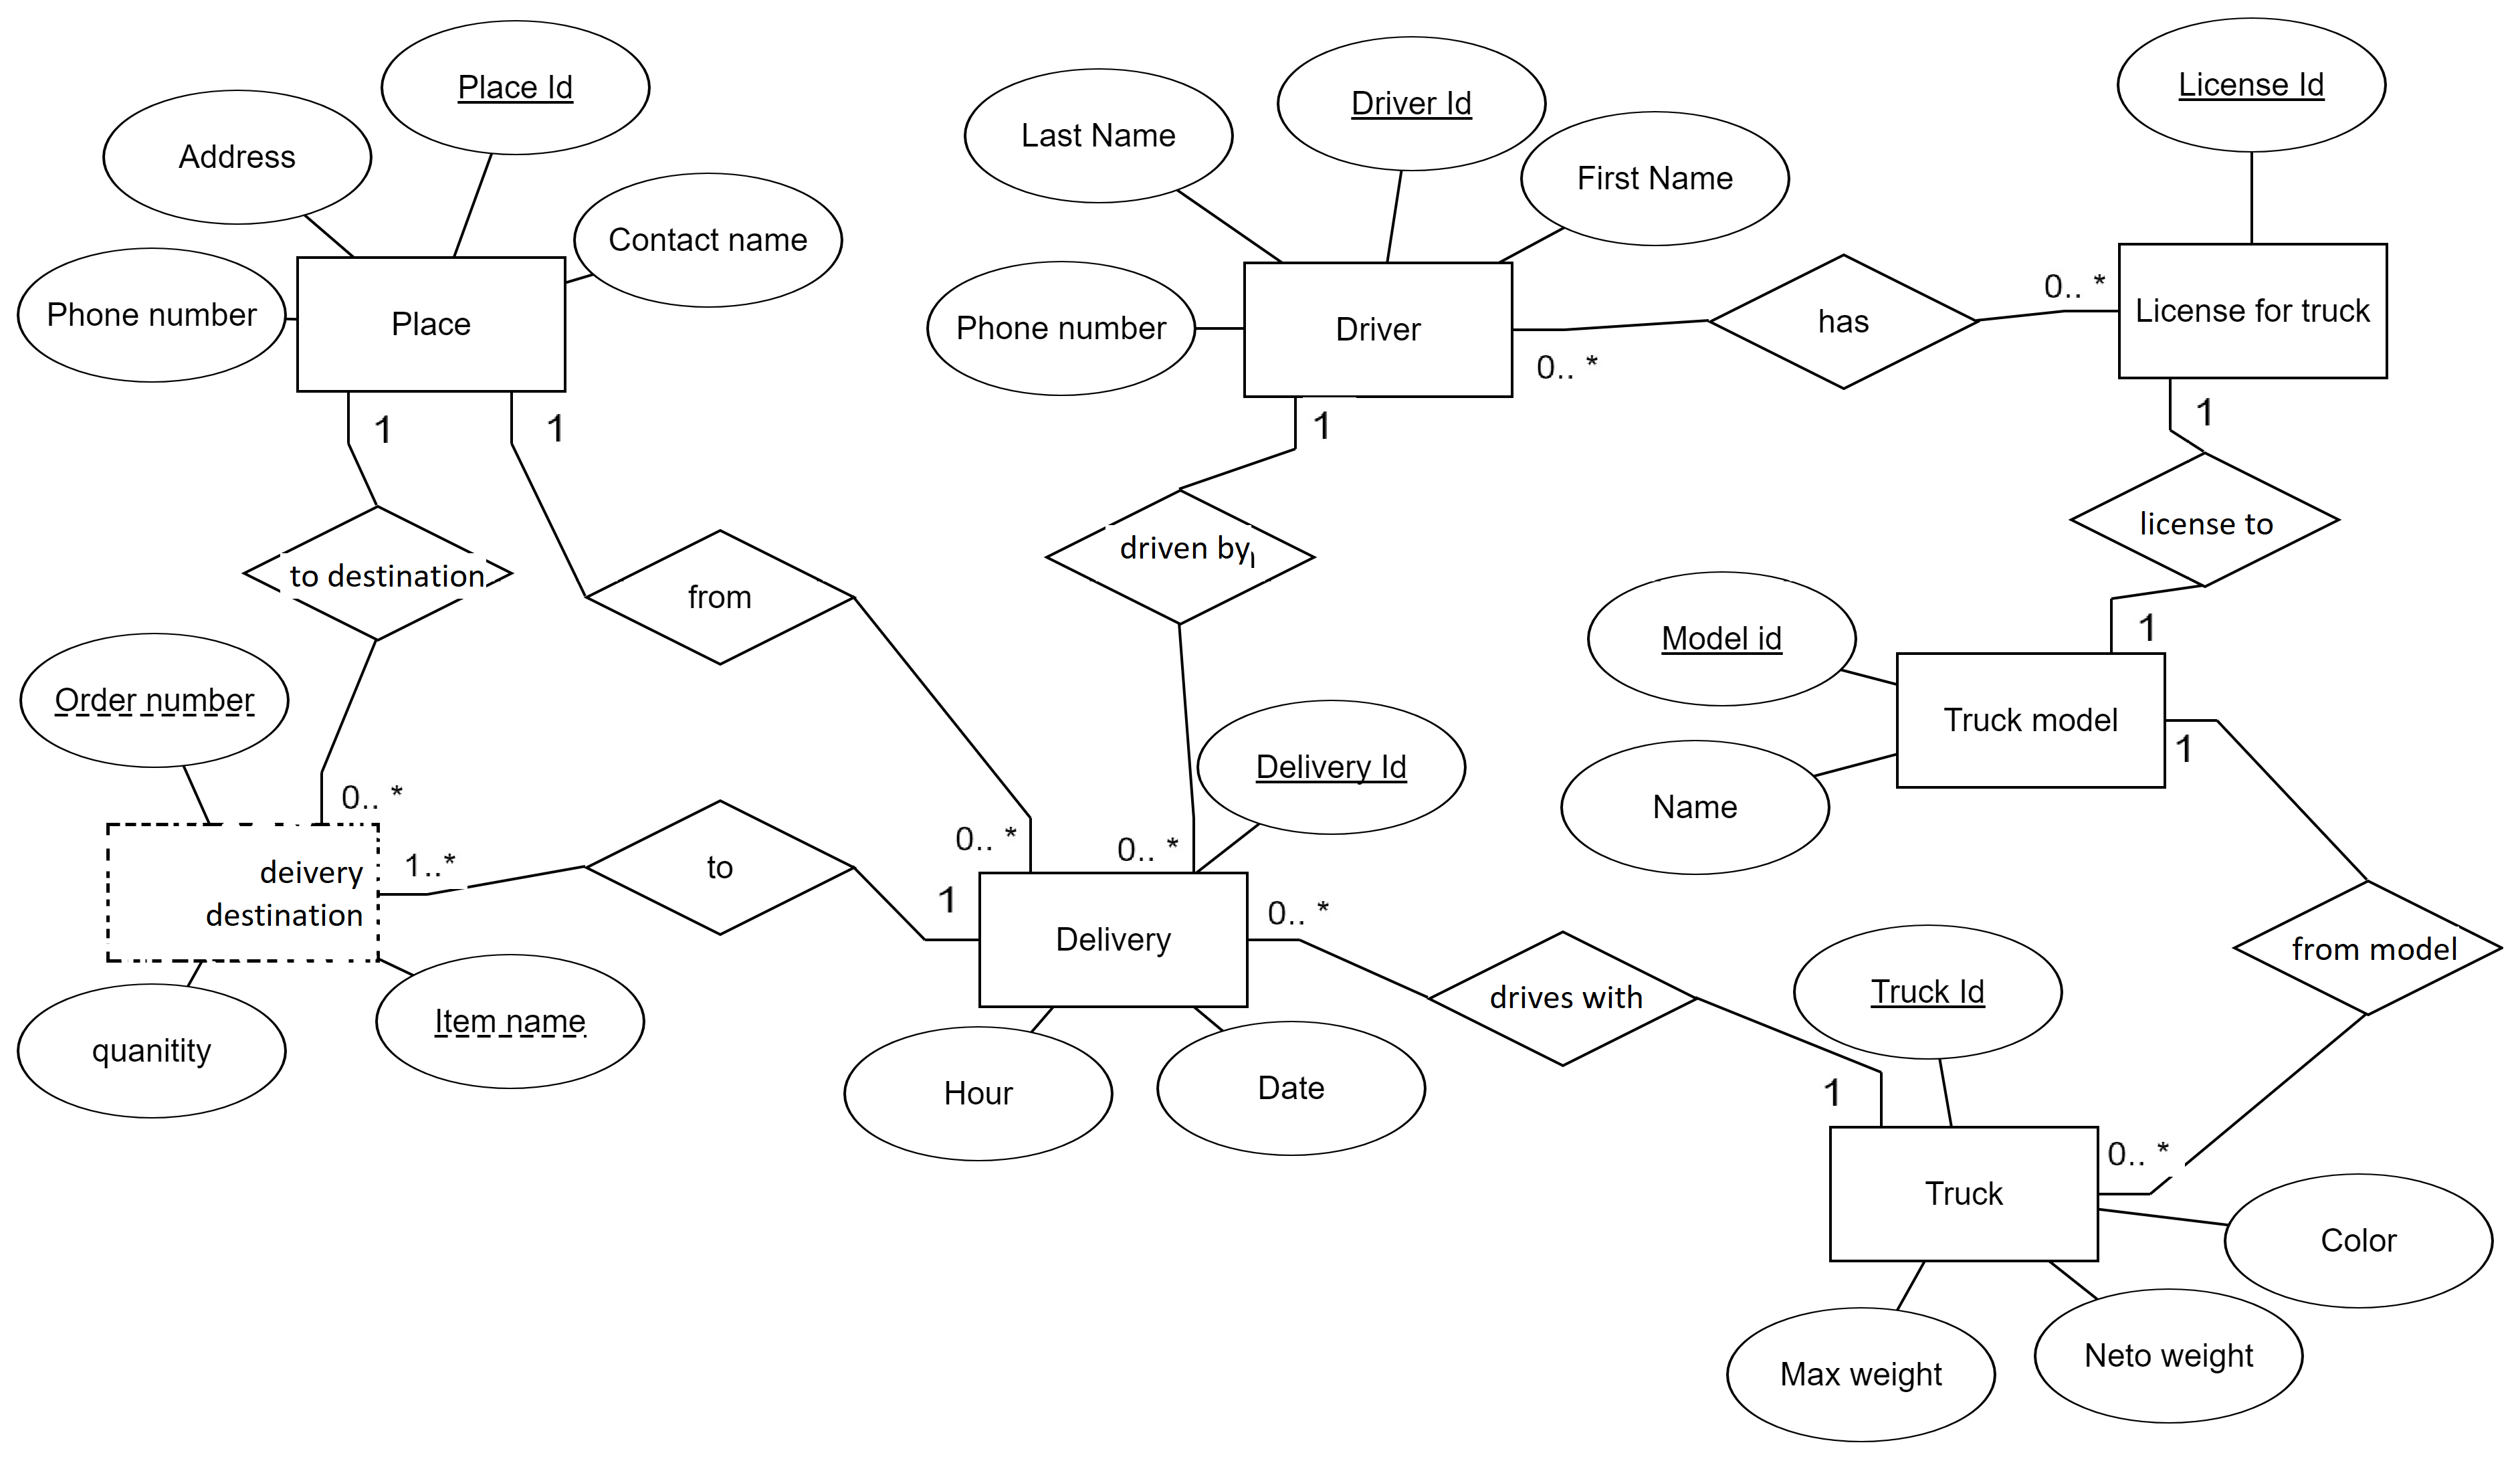 License Id
Place Id
Driver Id
Last Name
Address
First Name
Contact name
0.. *
Phone number
Place
Phone number
Driver
has
License for truck
0.. *
1
1
1
1
license to
driven by
to destination
from
1
Model id
Order number
Truck model
1
Delivery Id
0.. *
Name
0.. *
0.. *
1..*
to
deivery
destination
1
0.. *
Delivery
from model
drives with
Truck Id
Item name
quanitity
Hour
Date
1
0.. *
Truck
Color
Neto weight
Max weight